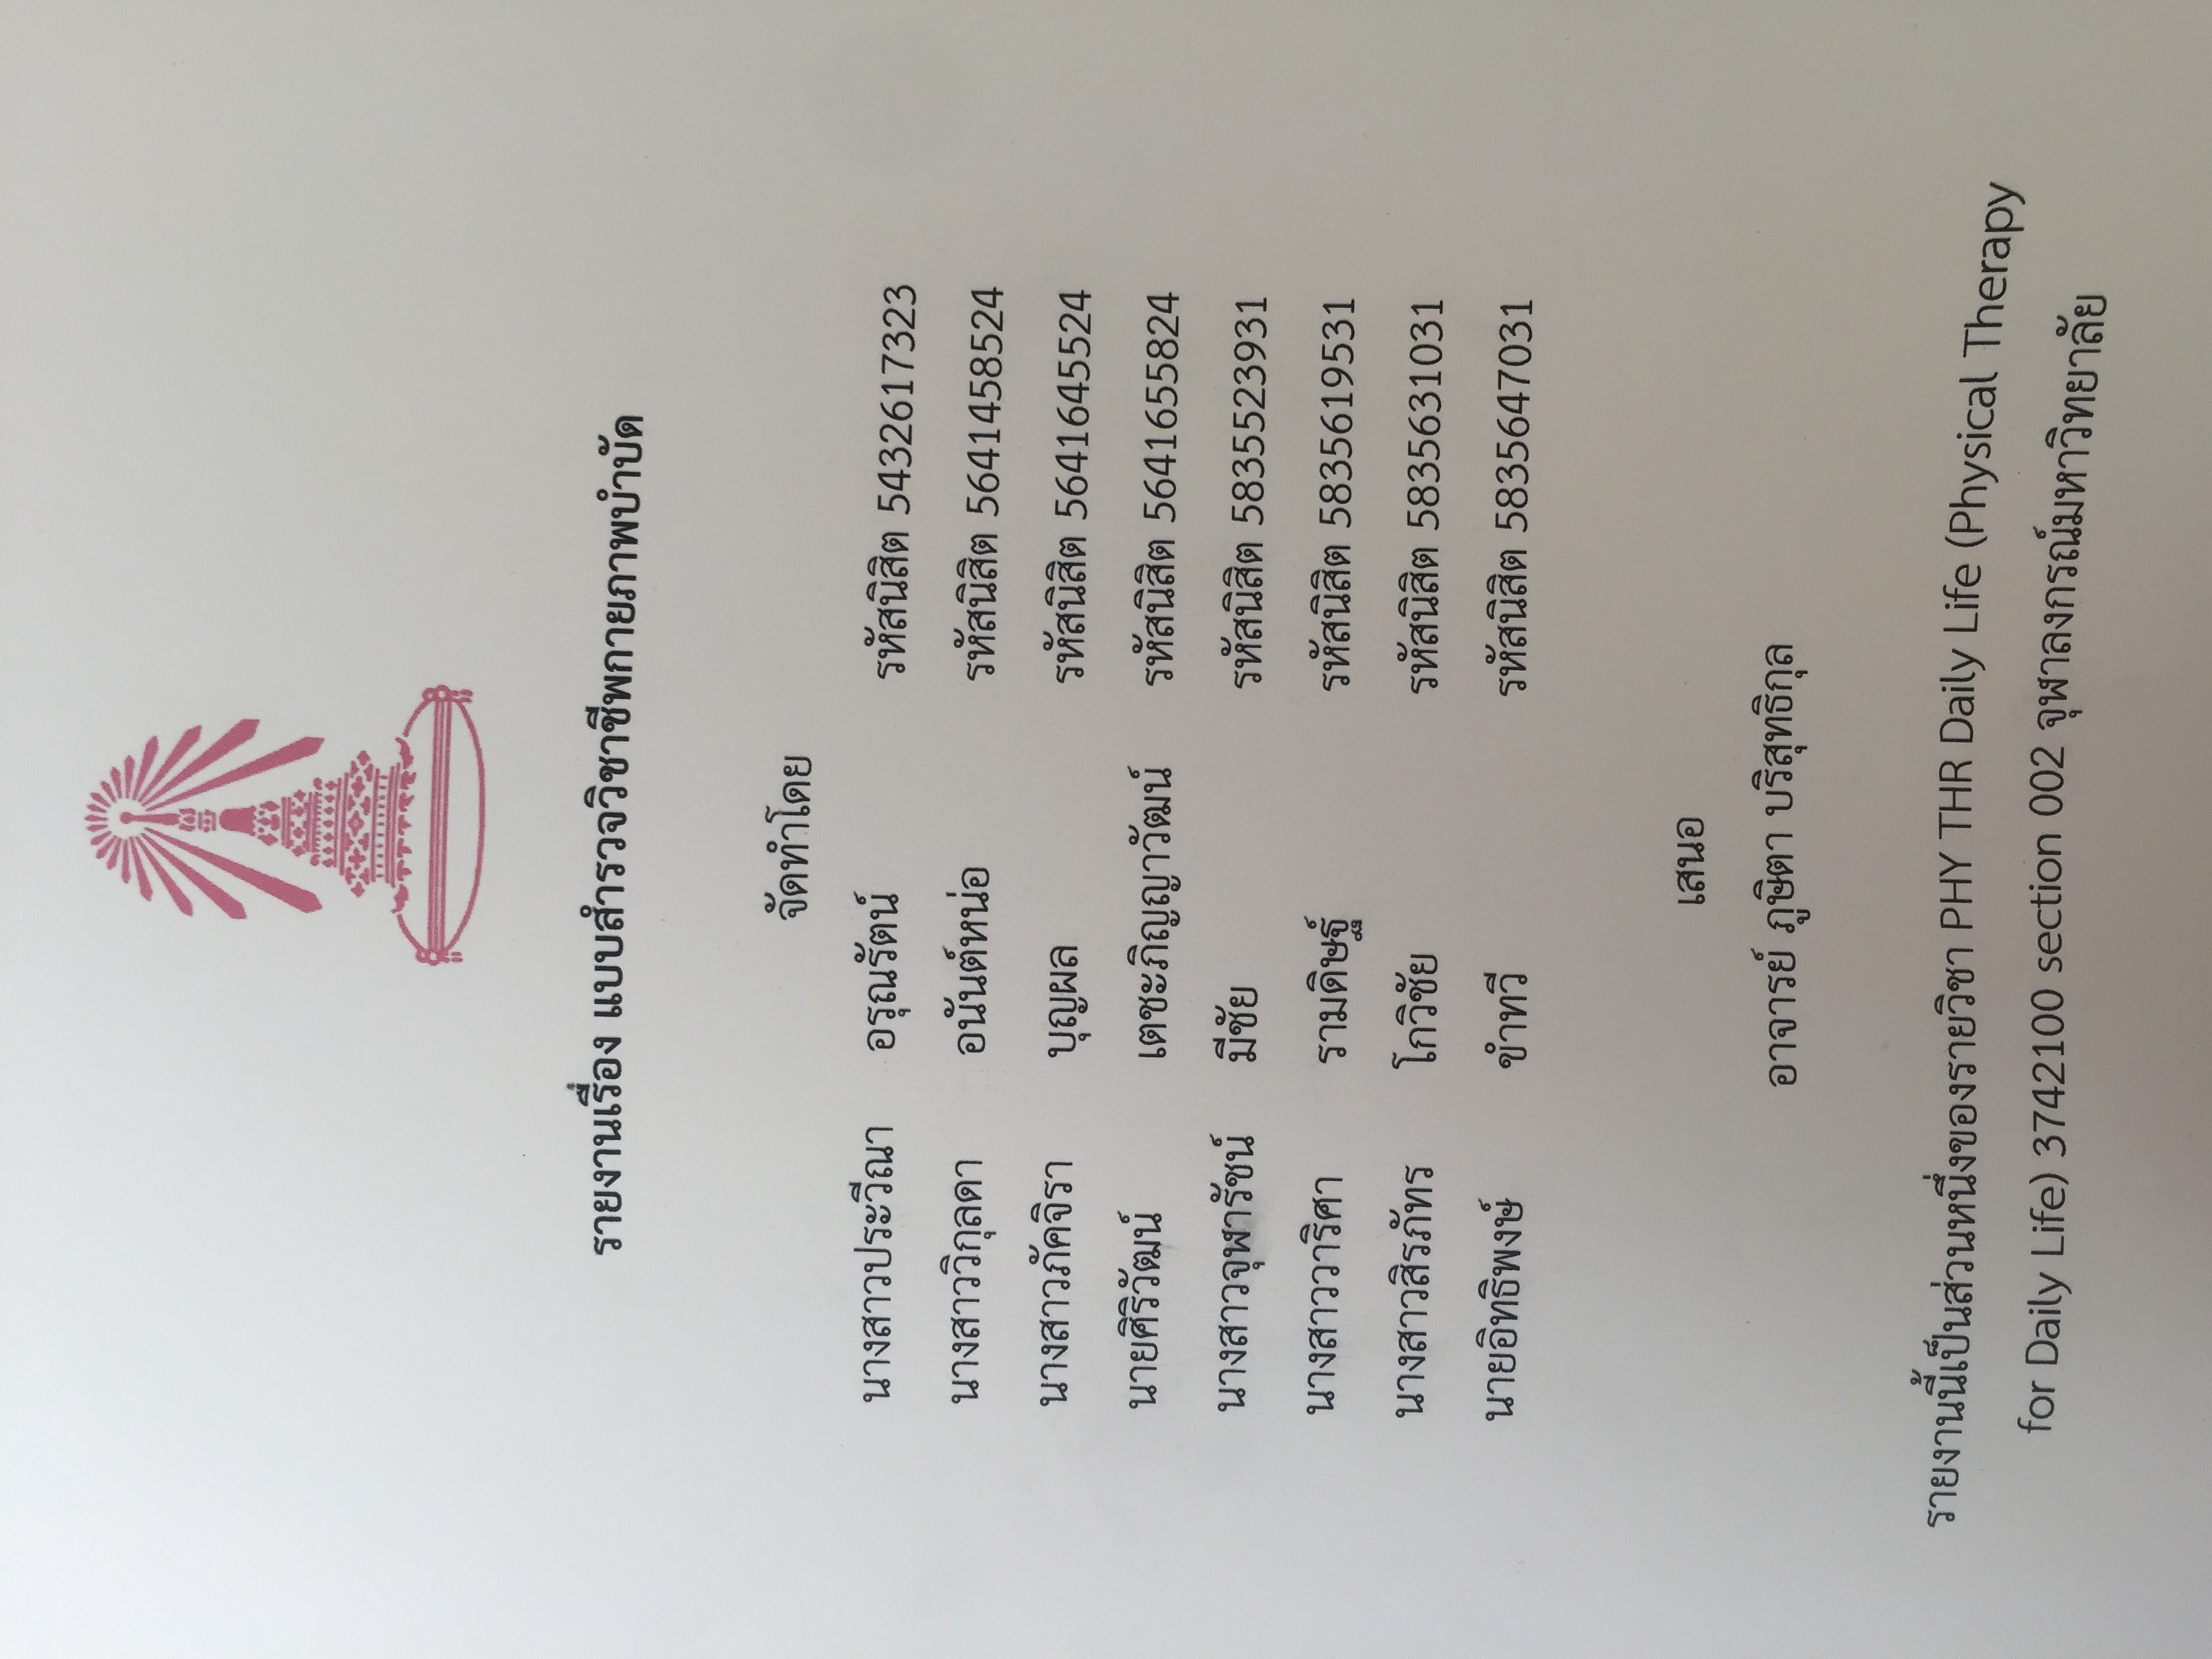 รายงานเรื่อง แบบสำรวจวิชาชีพกายภาพบำบัด
จัดทำโดย
นางสาวประวีณา อรุณรัตน์ รหัสนิสิต 5432617323
นางสาววิกุลดา อนันต์หน่อ รหัสนิสิต 5641458524
นางสาวภัคจิรา บุญผล รหัสนิสิต 5641645524
นายศิริวัฒน์ เตชะภิญญาวัฒน์ รหัสนิสิต 5641655824
นางสาวจุฬารัชน์ มีชัย รหัสนิสิต 5835523931
นางสาววาริศา รามดิษฐ์ รหัสนิสิต 5835619531
นางสาวสิรภัทร โกวิชัย รหัสนิสิต 5835631031
นายอิทธิพงษ์ ขำทวี รหัสนิสิต 5835647031
เสนอ
อาจารย์ ภูษิตา บริสุทธิกุล
รายงานนี้เป็นส่วนหนึ่งของรายวิชา PHY THR Daily Life (Physical Therapy
for Daily Life) 3742100 section 002 จุฬาลงกรณ์มหาวิทยาลัย